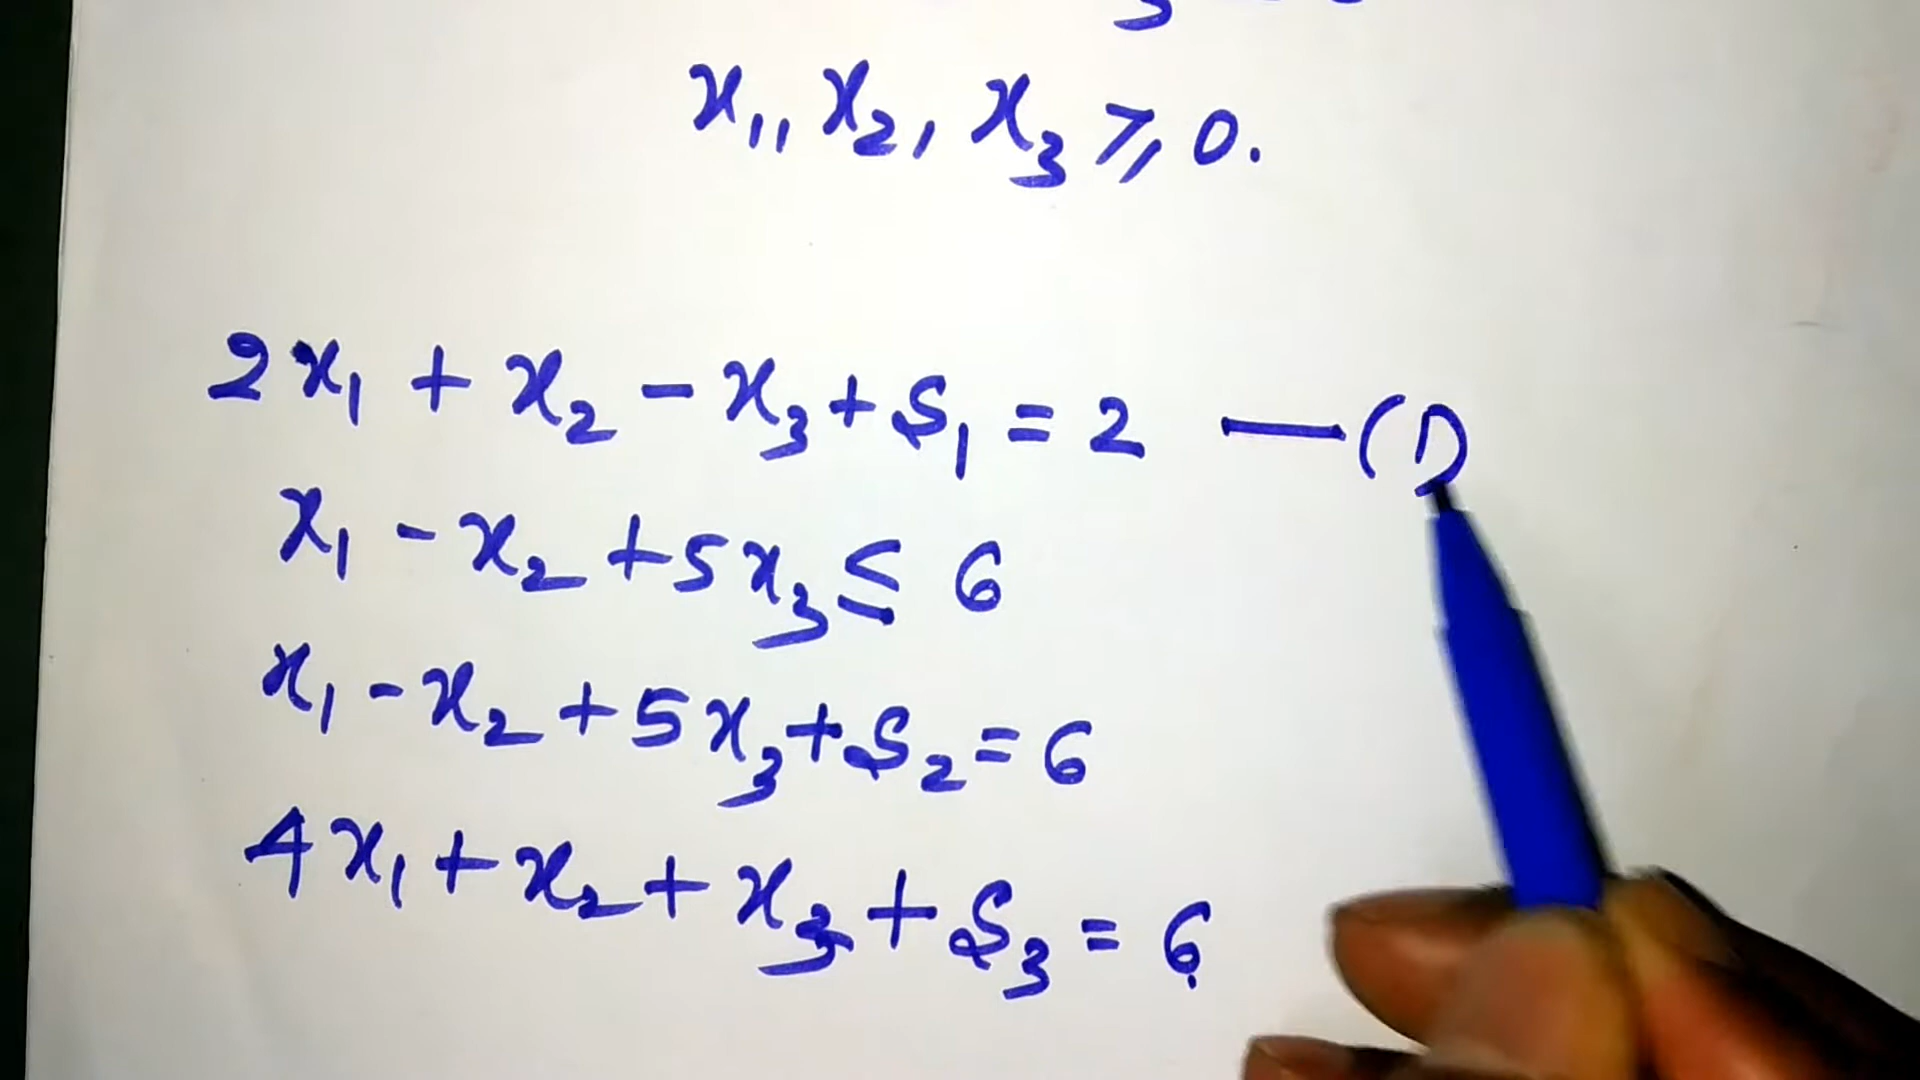 x₁, x₂, x₃ ≥ 0.
2x₁ + x₂ - x₃ + S₁ = 2 —(1)
x₁ - x₂ + 5x₃ ≤ 6
x₁ - x₂ + 5x₃ + S₂ = 6
4x₁ + x₂ + x₃ + S₃ = 6